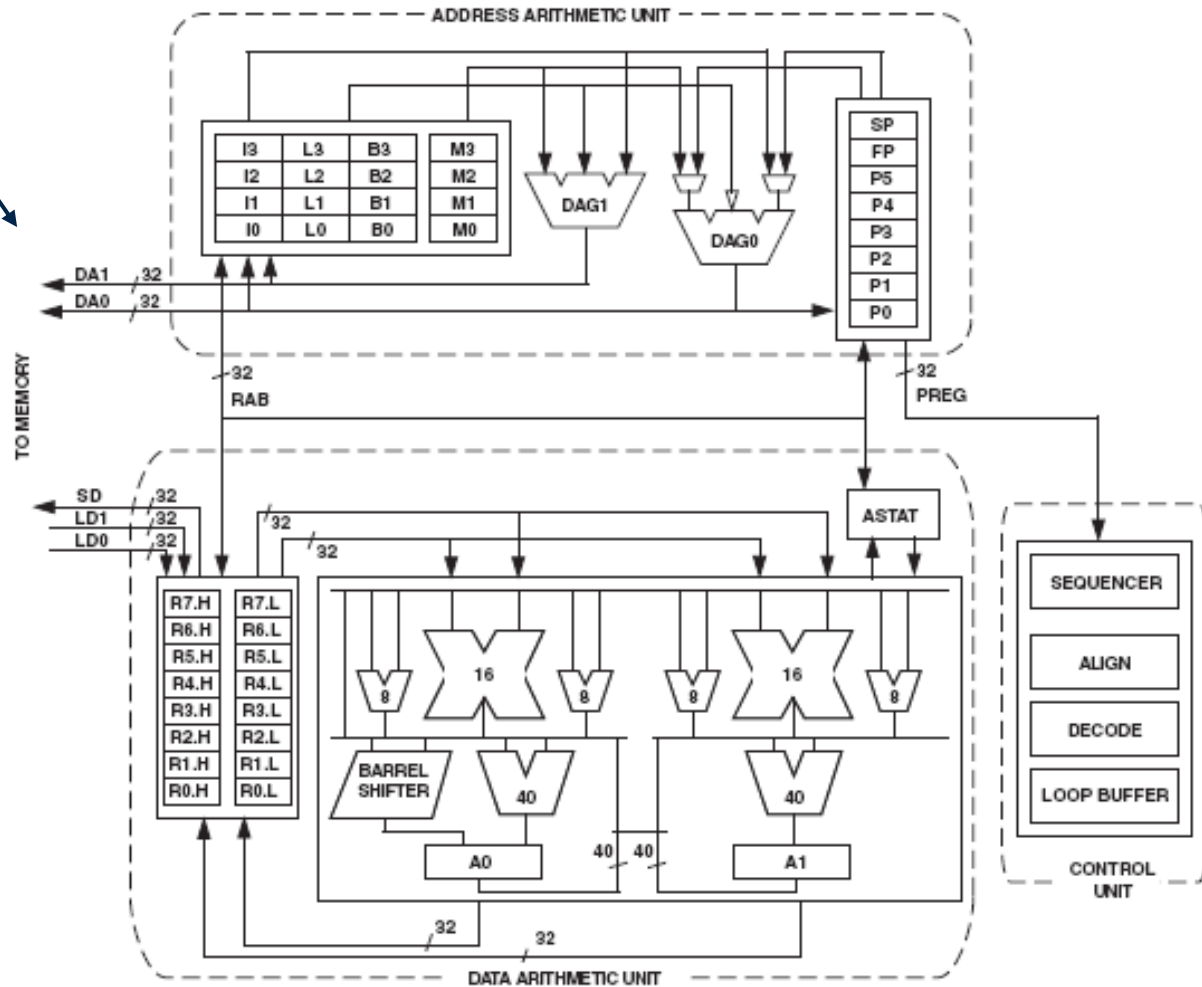 ADDRESS ARITHMETIC UNIT
SP
I3 L3 B3 M3
FP
I2 L2 B2 M2
P5
I1 L1 B1 M1
DAG1
P4
I0 L0 B0 M0
DAG0
P3
P2
DA1 32
P1
DA0 32
P0
TO MEMORY
32
RAB
32
PREG
SD 32
LD1 32
LD0 32
32
32
ASTAT
R7.H R7.L
R6.H R6.L
R5.H R5.L
R4.H R4.L
R3.H R3.L
R2.H R2.L
R1.H R1.L
R0.H R0.L
8 16 8 8 16 8
BARREL
SHIFTER
40 40
40 40
A0 A1
32
32
SEQUENCER
ALIGN
DECODE
LOOP BUFFER
CONTROL
UNIT
DATA ARITHMETIC UNIT